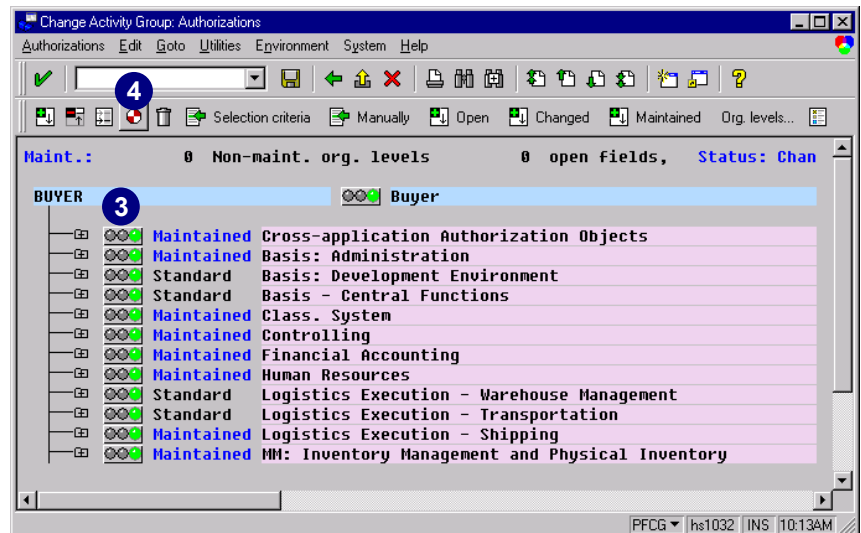 Change Activity Group: Authorizations
Authorizations Edit Goto Utilities Environment System Help
4
Selection criteria Manually Open Changed Maintained Org. levels...
Maint.: 0 Non-maint. org. levels 0 open fields, Status: Chan
BUYER Buyer
3
Maintained Cross-application Authorization Objects
Maintained Basis: Administration
Standard Basis: Development Environment
Standard Basis - Central Functions
Maintained Class. System
Maintained Controlling
Maintained Financial Accounting
Maintained Human Resources
Standard Logistics Execution - Warehouse Management
Standard Logistics Execution - Transportation
Maintained Logistics Execution - Shipping
Maintained MM: Inventory Management and Physical Inventory
PFCG hs1032 INS 10:13AM